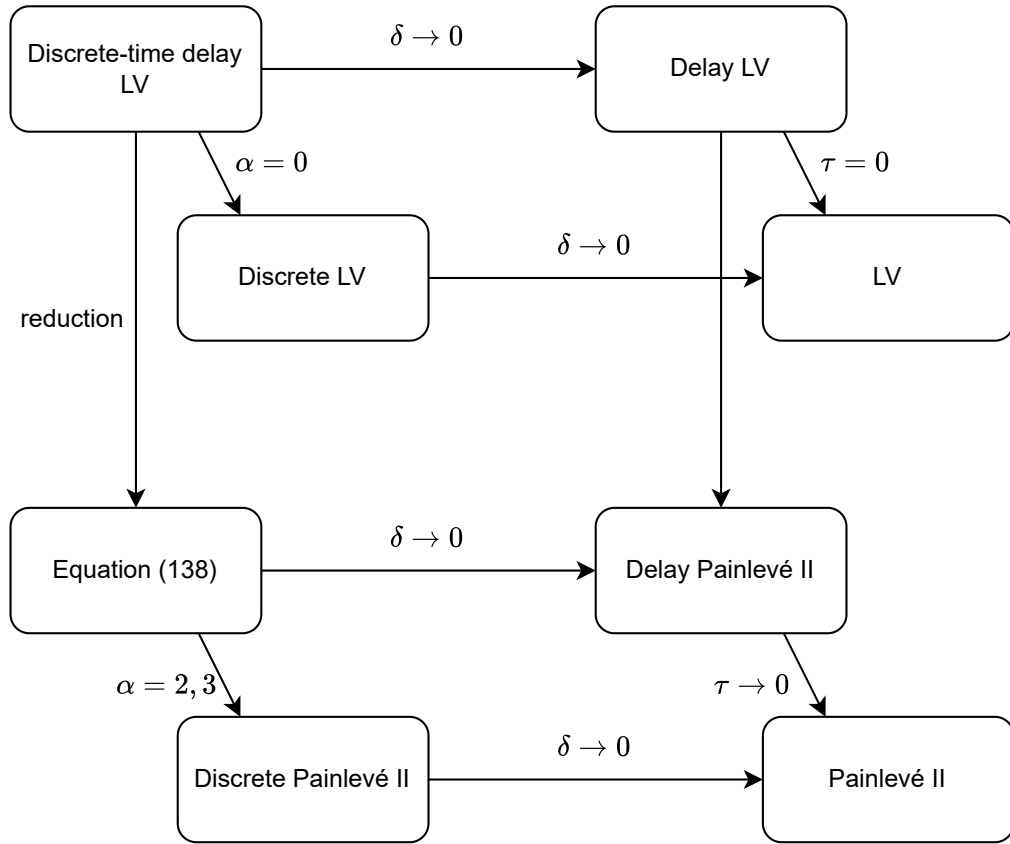 δ → 0
Discrete-time delay
LV
Delay LV
α = 0
τ = 0
δ → 0
Discrete LV
LV
reduction
δ → 0
Equation (138)
Delay Painlevé II
α = 2, 3
τ → 0
δ → 0
Discrete Painlevé II
Painlevé II